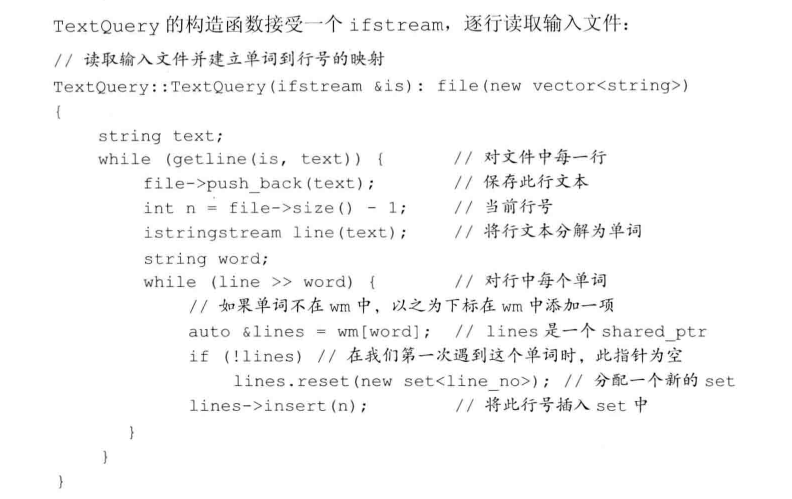 TextQuery 的构造函数接受一个 ifstream，逐行读取输入文件：
// 读取输入文件并建立单词到行号的映射
TextQuery::TextQuery(ifstream &is): file(new vector<string>)
{
    string text;
    while (getline(is, text)) {       // 对文件中每一行
        file->push_back(text);        // 保存此行文本
        int n = file->size() - 1;     // 当前行号
        istringstream line(text);     // 将行文本分解为单词
        string word;
        while (line >> word) {        // 对行中每个单词
            // 如果单词不在 wm 中，以之为下标在 wm 中添加一项
            auto &lines = wm[word];  // lines 是一个 shared_ptr
            if (!lines) // 在我们第一次遇到这个单词时，此指针为空
                lines.reset(new set<line_no>); // 分配一个新的 set
            lines->insert(n);         // 将此行号插入 set 中
        }
    }
}